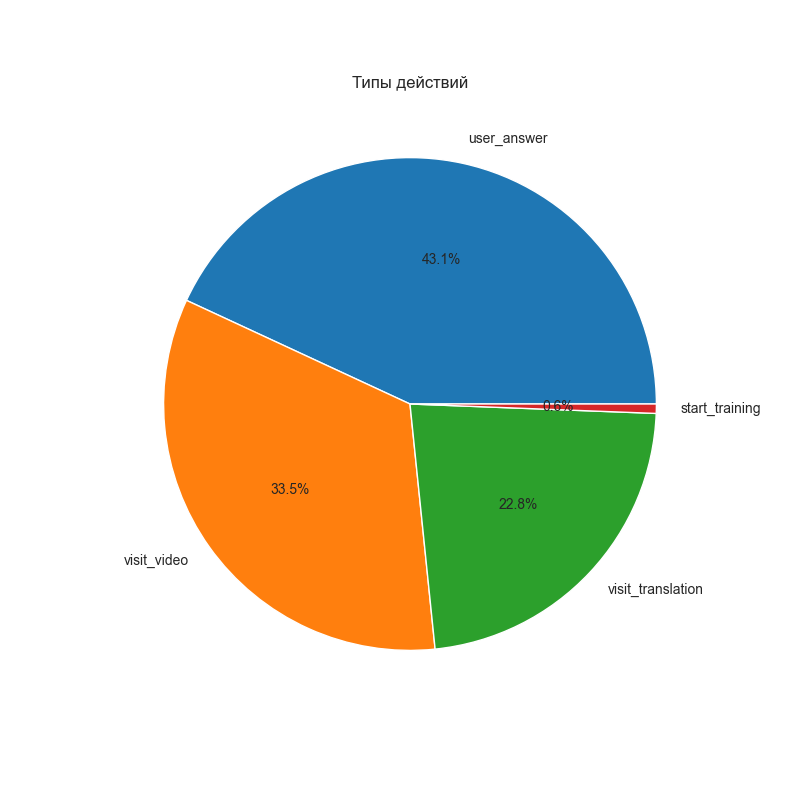 Типы действий
user_answer
43.1%
0.6%
start_training
33.5%
22.8%
visit_video
visit_translation